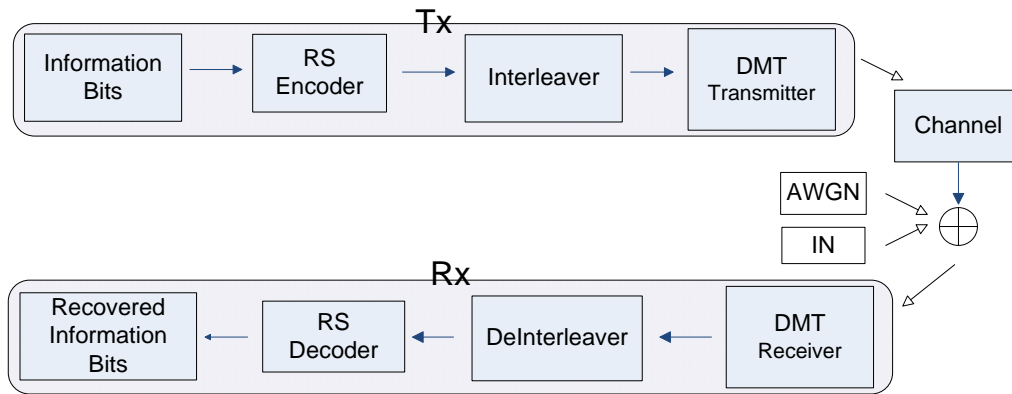 Tx
Information
Bits
RS
Encoder
Interleaver
DMT
Transmitter
Channel
AWGN
IN
Rx
Recovered
Information
Bits
RS
Decoder
DeInterleaver
DMT
Receiver